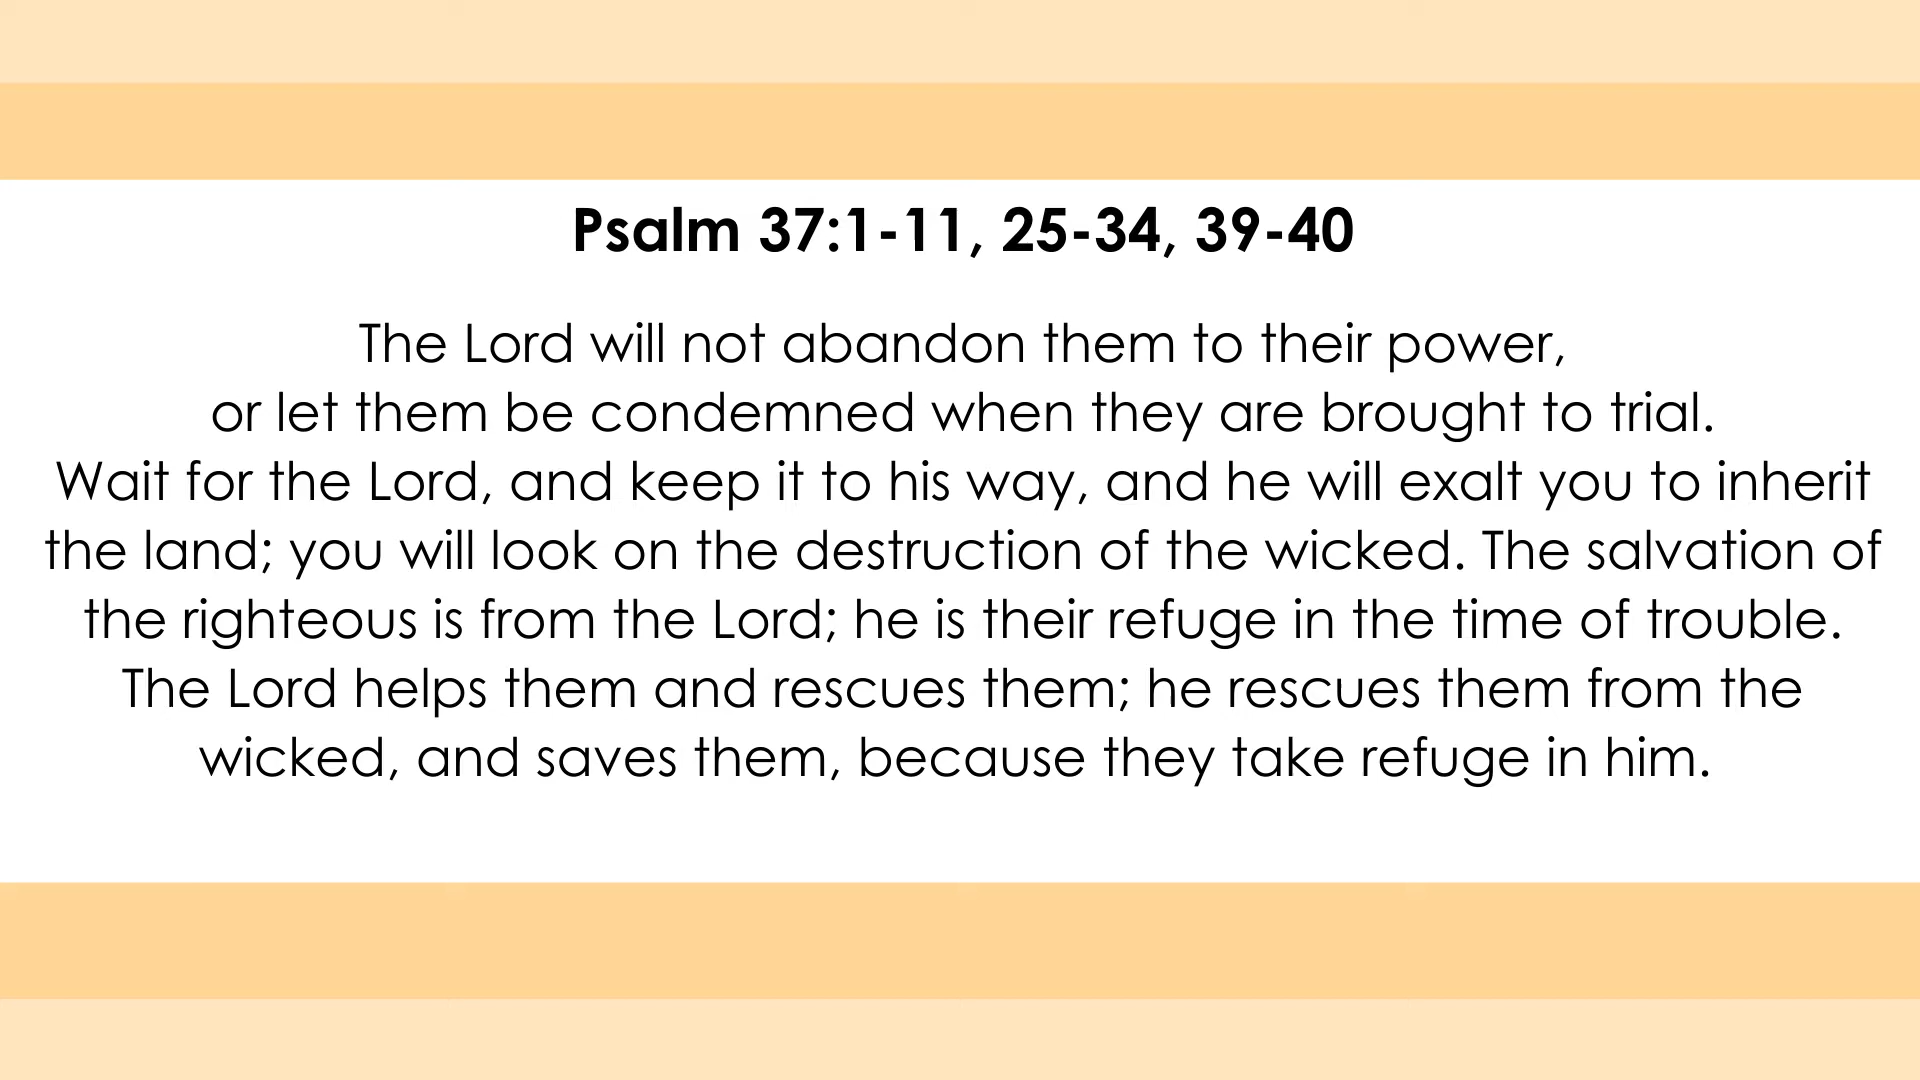 Psalm 37:1-11, 25-34, 39-40
The Lord will not abandon them to their power,
or let them be condemned when they are brought to trial.
Wait for the Lord, and keep it to his way, and he will exalt you to inherit
the land; you will look on the destruction of the wicked. The salvation of
the righteous is from the Lord; he is their refuge in the time of trouble.
The Lord helps them and rescues them; he rescues them from the
wicked, and saves them, because they take refuge in him.